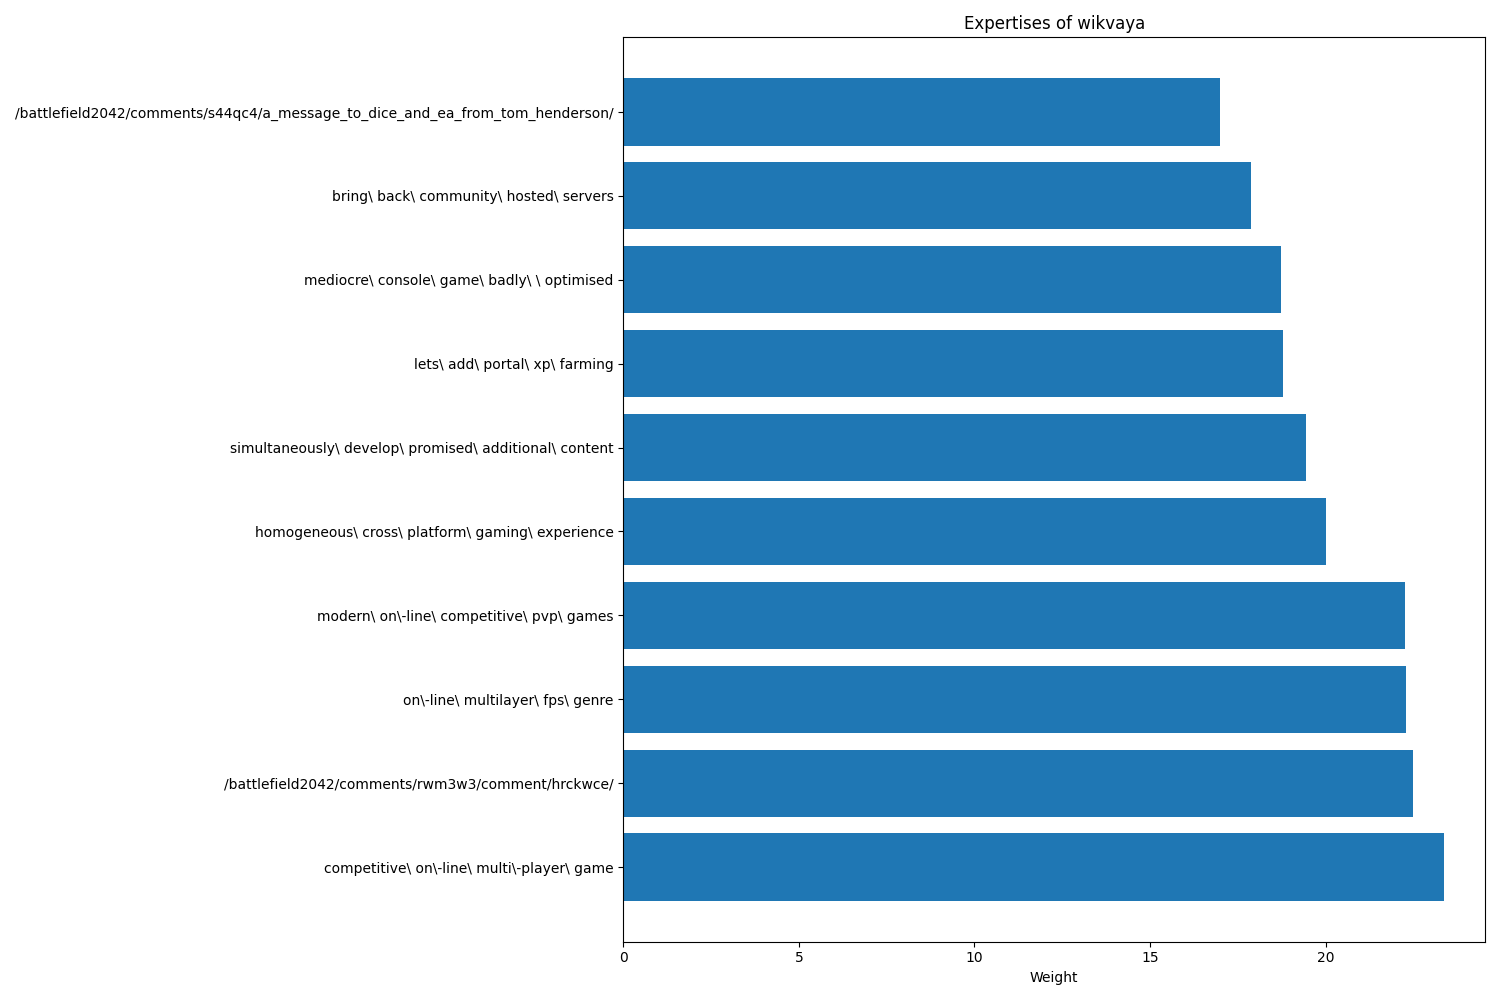 Expertises of wikvaya
/battlefield2042/comments/s44qc4/a_message_to_dice_and_ea_from_tom_henderson/
bring\ back\ community\ hosted\ servers
mediocre\ console\ game\ badly\ \ optimised
lets\ add\ portal\ xp\ farming
simultaneously\ develop\ promised\ additional\ content
homogeneous\ cross\ platform\ gaming\ experience
modern\ on\-line\ competitive\ pvp\ games
on\-line\ multilayer\ fps\ genre
/battlefield2042/comments/rwm3w3/comment/hrckwce/
competitive\ on\-line\ multi\-player\ game
0 5 10 15 20
Weight